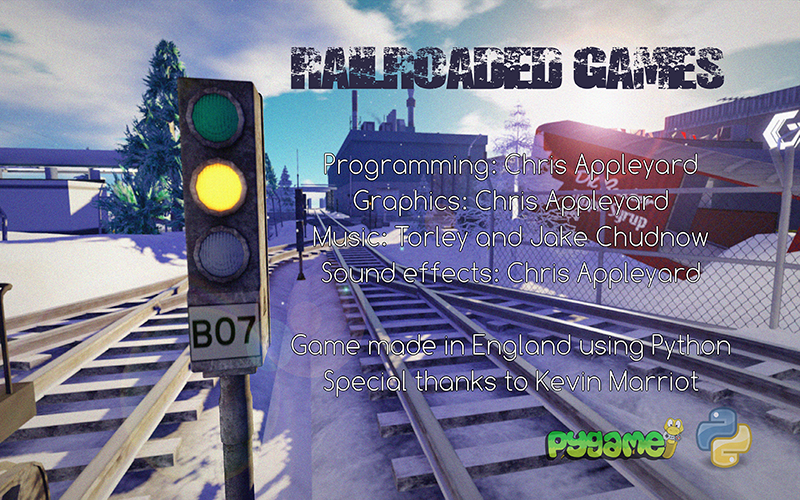 RAILROADED GAMES
Programming: Chris Appleyard
Graphics: Chris Appleyard
Music: Torley and Jake Chudnow
Sound effects: Chris Appleyard
Syrup
B07
Game made in England using Python
Special thanks to Kevin Marriot
pygame